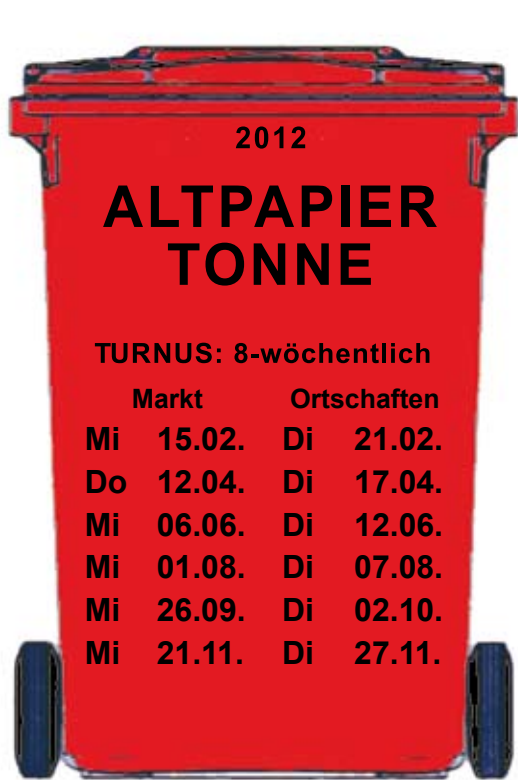 2012
ALTPAPIER
TONNE
TURNUS: 8-wöchentlich
Markt Ortschaften
Mi 15.02. Di 21.02.
Do 12.04. Di 17.04.
Mi 06.06. Di 12.06.
Mi 01.08. Di 07.08.
Mi 26.09. Di 02.10.
Mi 21.11. Di 27.11.